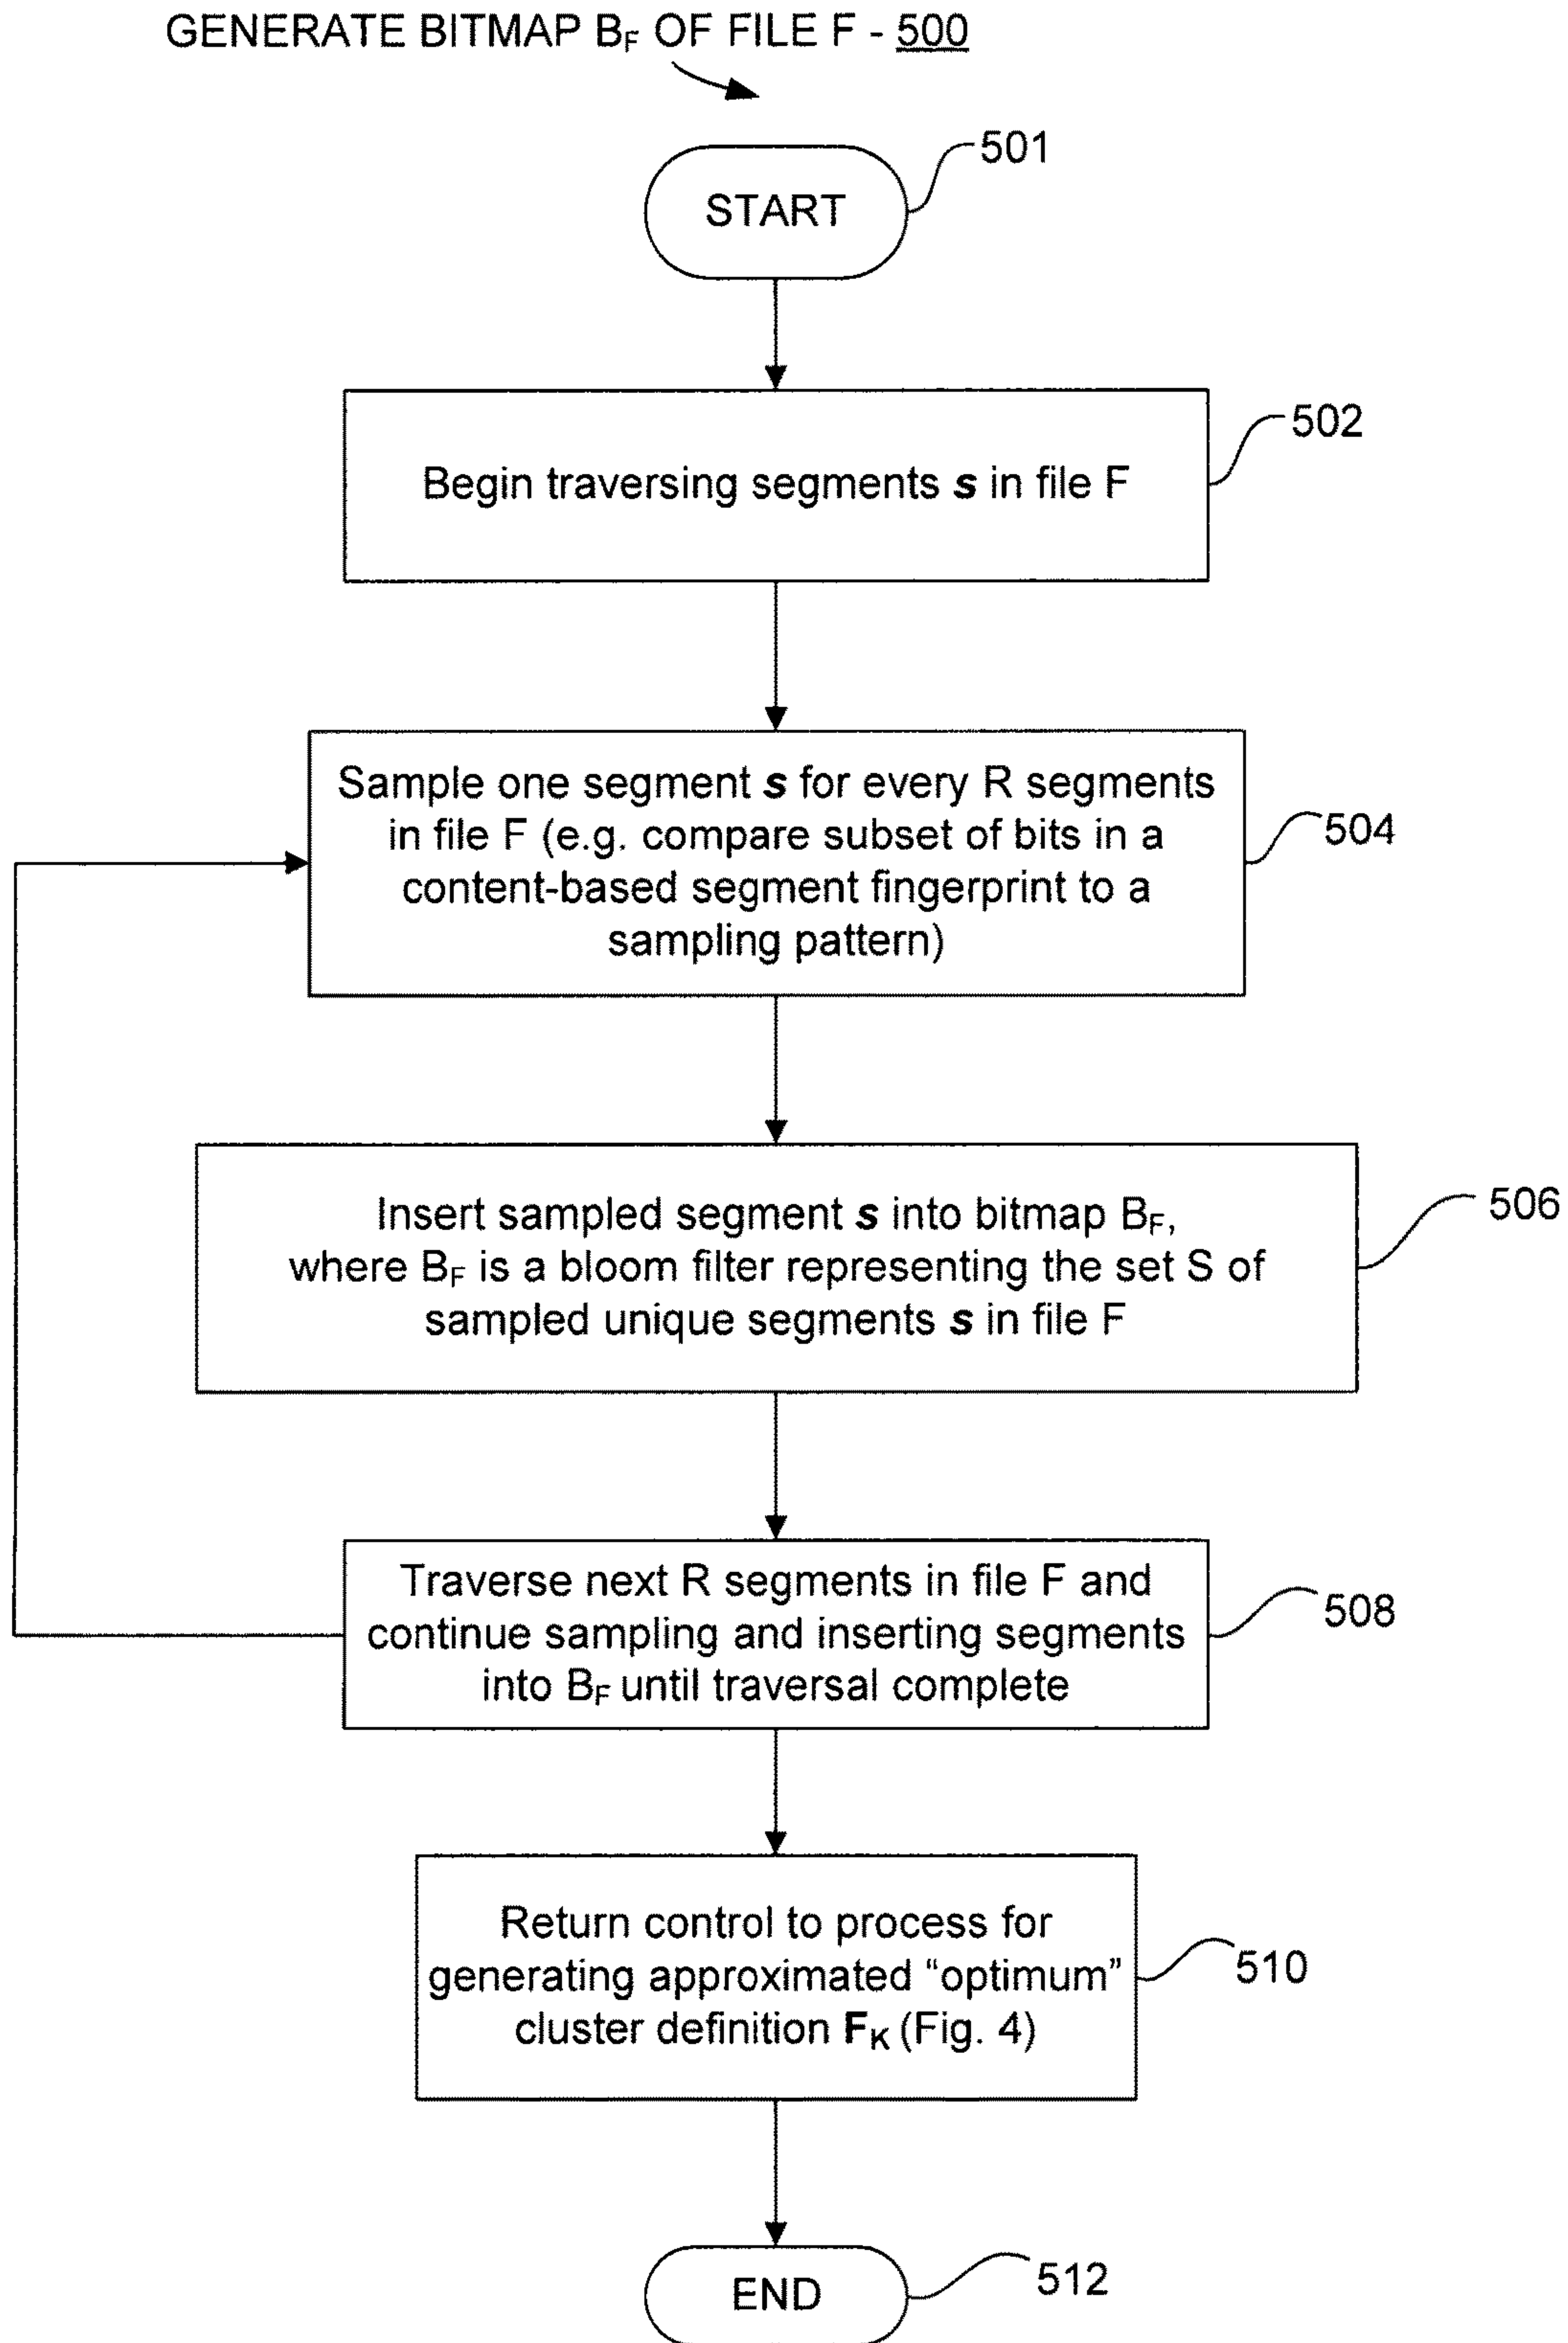 GENERATE BITMAP BF OF FILE F - 500
501
START
502
Begin traversing segments s in file F
Sample one segment s for every R segments
in file F (e.g. compare subset of bits in a
content-based segment fingerprint to a
sampling pattern)
504
Insert sampled segment s into bitmap BF,
where BF is a bloom filter representing the set S of
sampled unique segments s in file F
506
Traverse next R segments in file F and
continue sampling and inserting segments
into BF until traversal complete
508
Return control to process for
generating approximated “optimum”
cluster definition FK (Fig. 4)
510
END
512